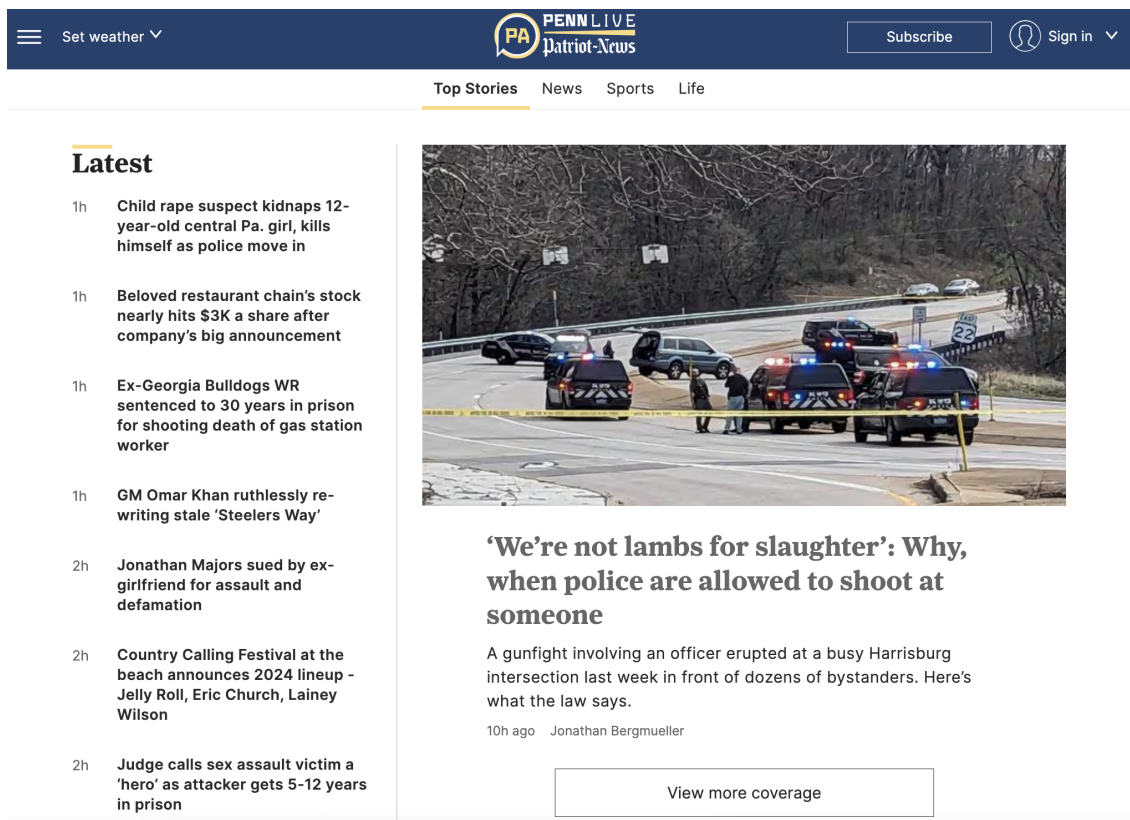 Set weather
PA
PENNLIVE
Patriot-News
Subscribe
Sign in
Top Stories
News
Sports
Life
Latest
1h
Child rape suspect kidnaps 12-
year-old central Pa. girl, kills
himself as police move in
1h
Beloved restaurant chain’s stock
nearly hits $3K a share after
company’s big announcement
1h
Ex-Georgia Bulldogs WR
sentenced to 30 years in prison
for shooting death of gas station
worker
1h
GM Omar Khan ruthlessly re-
writing stale ‘Steelers Way’
2h
Jonathan Majors sued by ex-
girlfriend for assault and
defamation
2h
Country Calling Festival at the
beach announces 2024 lineup -
Jelly Roll, Eric Church, Lainey
Wilson
2h
Judge calls sex assault victim a
‘hero’ as attacker gets 5-12 years
in prison
EAST
22
‘We’re not lambs for slaughter’: Why,
when police are allowed to shoot at
someone
A gunfight involving an officer erupted at a busy Harrisburg
intersection last week in front of dozens of bystanders. Here’s
what the law says.
10h ago Jonathan Bergmueller
View more coverage